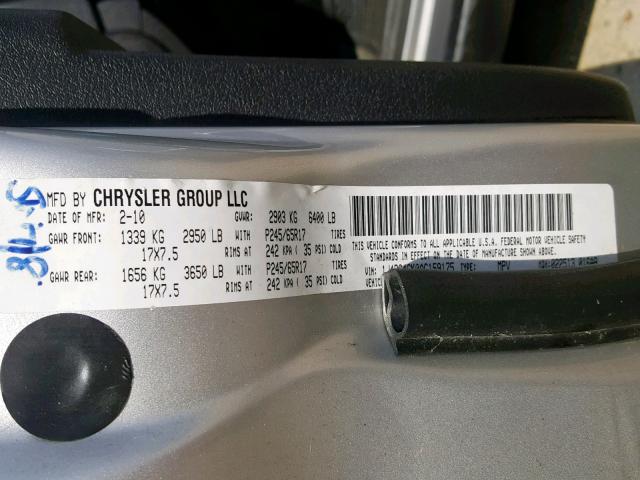 MFD BY CHRYSLER GROUP LLC
DATE OF MFR: 2-10 GVWR: 2903 KG 6400 LB
GAWR FRONT: 1339 KG 2950 LB WITH P245/65R17 TIRES
17X7.5 RIMS AT 242 KPA ( 35 PSI) COLD
GAWR REAR: 1656 KG 3650 LB WITH P245/65R17 TIRES
17X7.5 RIMS AT 242 KPA ( 35 PSI) COLD
THIS VEHICLE CONFORMS TO ALL APPLICABLE U.S.A. FEDERAL MOTOR VEHICLE SAFETY
STANDARDS IN EFFECT ON THE DATE OF MANUFACTURE SHOWN ABOVE.
VIN: TYPE: MPV